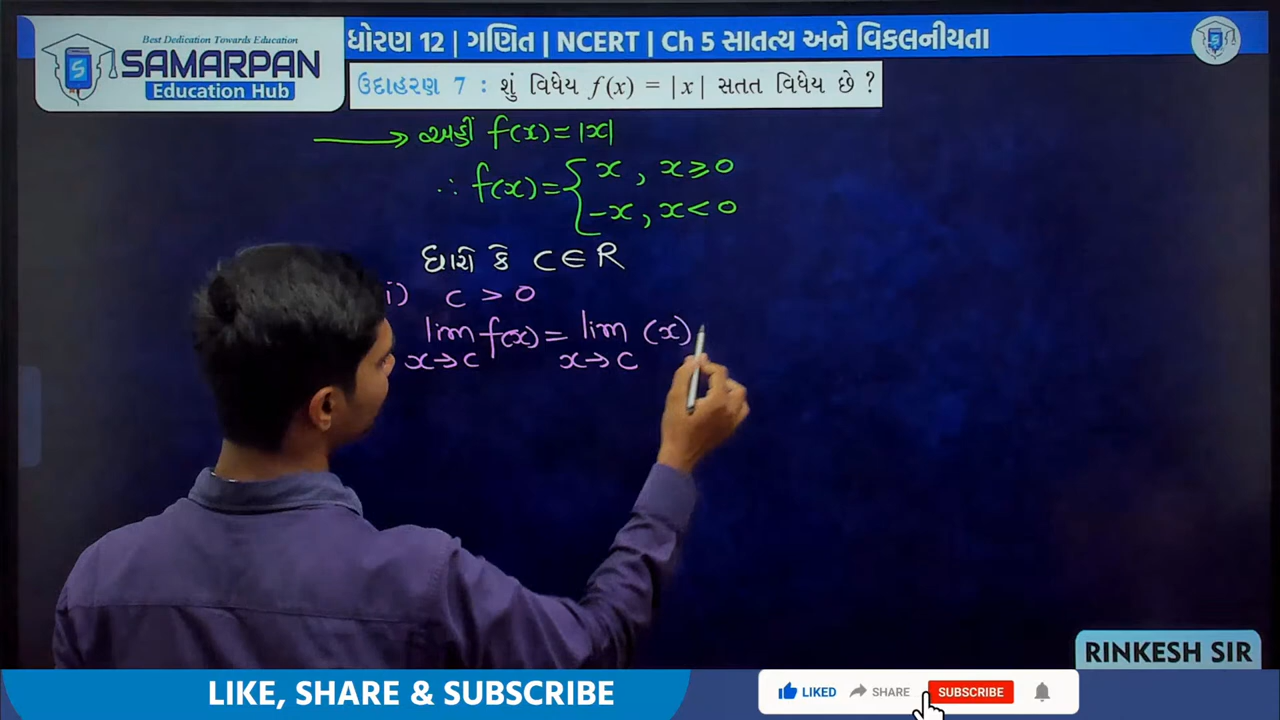 Best Dedication Towards Education
SAMARPAN
Education Hub
ધોરણ 12 | ગણિત | NCERT | Ch 5 સાતત્ય અને વિકલનીયતા
ઉદાહરણ 7 : શું વિધેય f(x) = |x| સતત વિધેય છે ?
→ અહીં f(x) = |x|
∴ f(x) = { x , x ≥ 0
-x , x < 0
ધારો કે C ∈ R
i) C > 0
lim f(x) = lim (x)
x→C x→C
RINKESH SIR
LIKE, SHARE & SUBSCRIBE
LIKED SHARE SUBSCRIBE